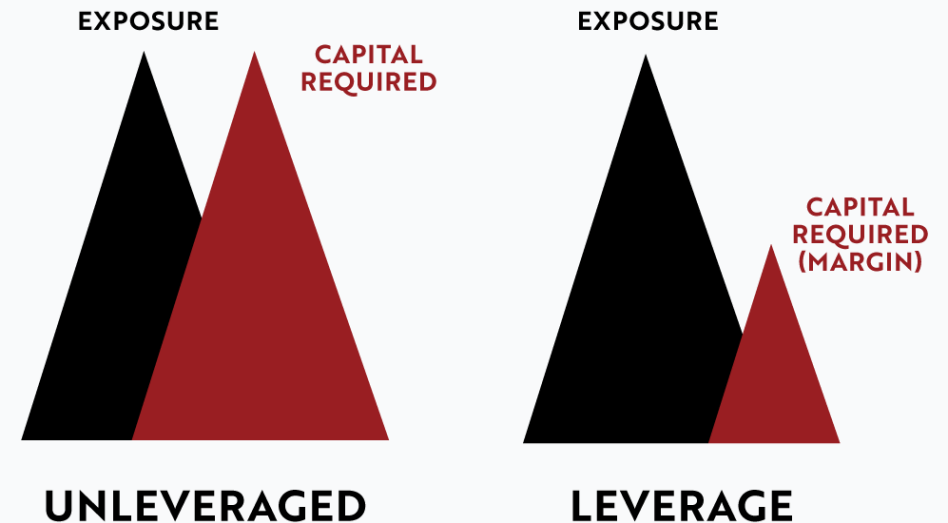 EXPOSURE
CAPITAL
REQUIRED
UNLEVERAGED
EXPOSURE
CAPITAL
REQUIRED
(MARGIN)
LEVERAGE